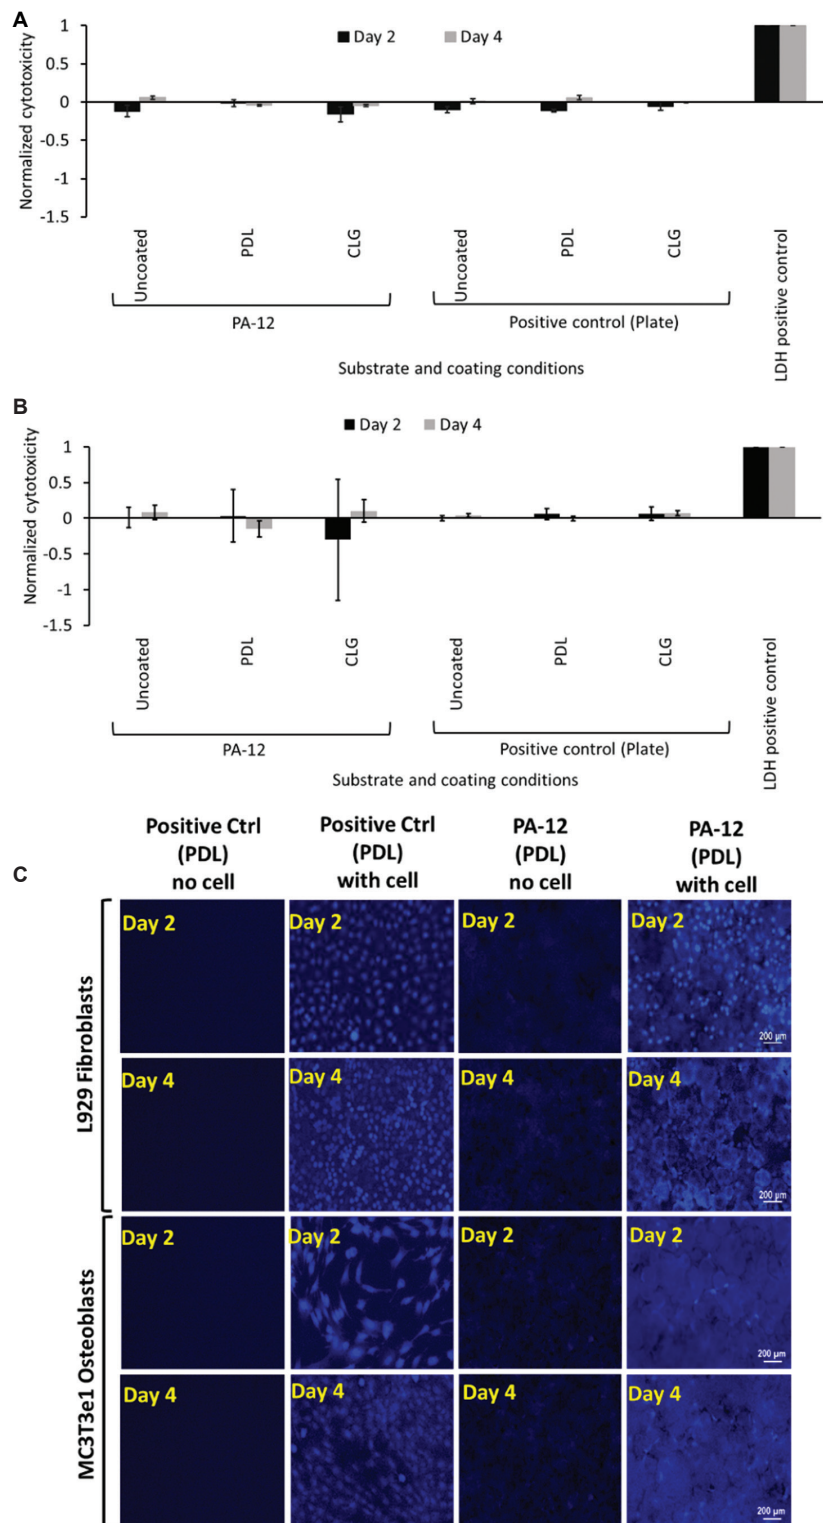 A
Day 2 Day 4
Normalized cytotoxicity
1
0.5
0
-0.5
-1
-1.5
Uncoated PDL CLG Uncoated PDL CLG LDH positive control
PA-12 Positive control (Plate)
Substrate and coating conditions
B
Day 2 Day 4
Normalized cytotoxicity
1
0.5
0
-0.5
-1
-1.5
Uncoated PDL CLG Uncoated PDL CLG LDH positive control
PA-12 Positive control (Plate)
Substrate and coating conditions
C
Positive Ctrl Positive Ctrl PA-12 PA-12
(PDL) (PDL) (PDL) (PDL)
no cell with cell no cell with cell
L929 Fibroblasts
Day 2 Day 2 Day 2 Day 2
200 µm
Day 4 Day 4 Day 4 Day 4
200 µm
MC3T3e1 Osteoblasts
Day 2 Day 2 Day 2 Day 2
200 µm
Day 4 Day 4 Day 4 Day 4
200 µm